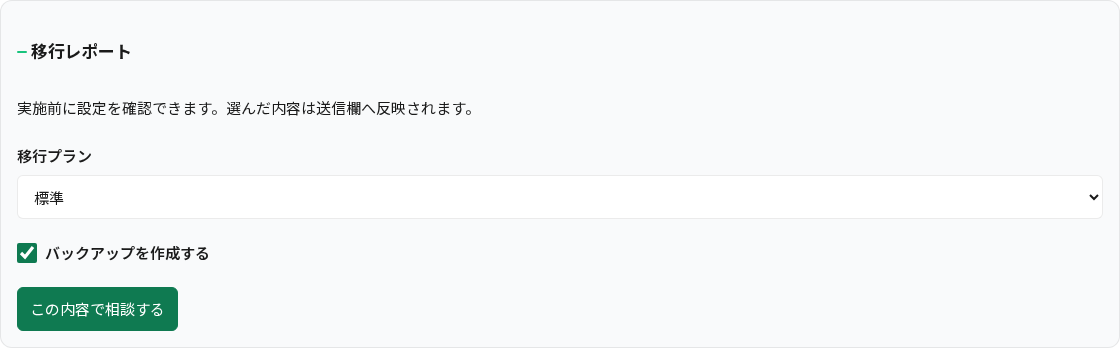 移行レポート
実施前に設定を確認できます。選んだ内容は送信欄へ反映されます。
移行プラン
標準
バックアップを作成する
この内容で相談する